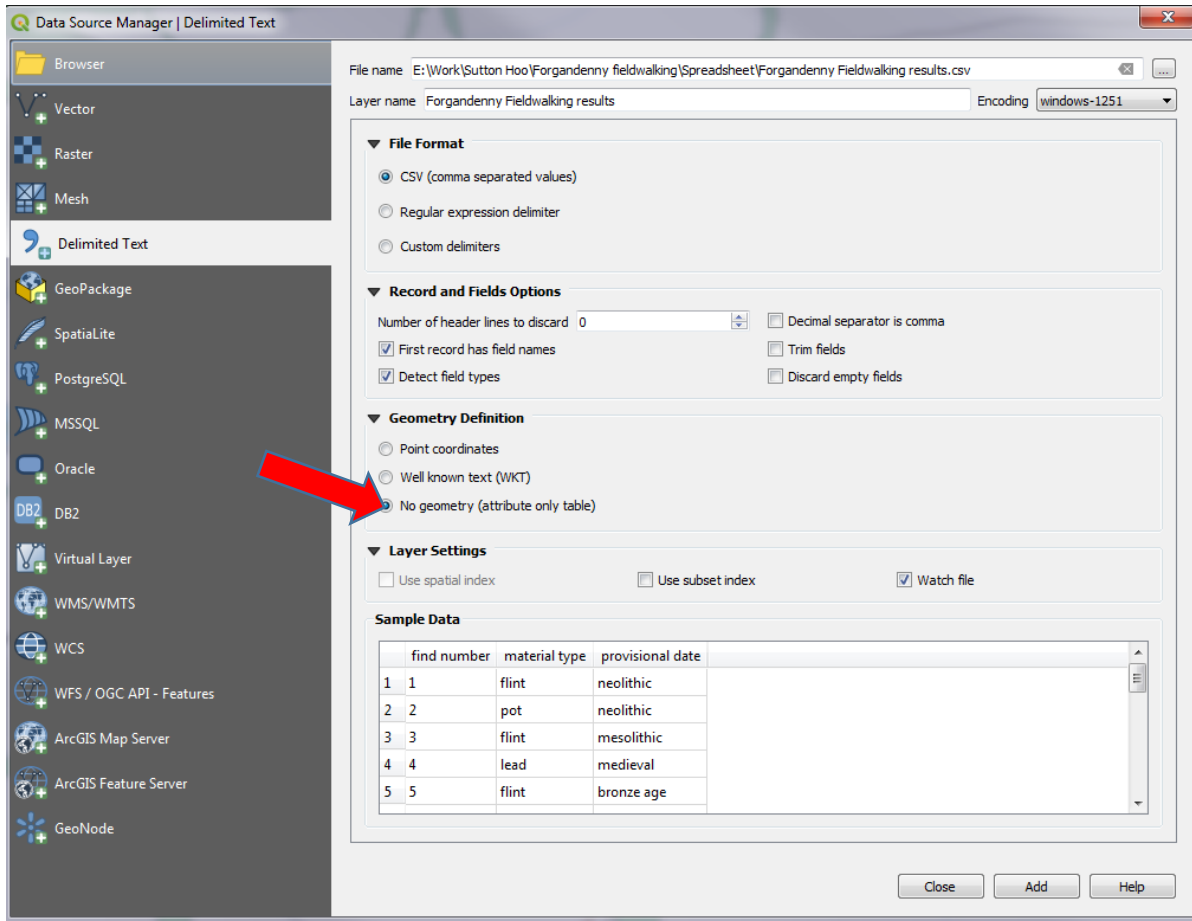 Data Source Manager | Delimited Text
Browser
Vector
Raster
Mesh
Delimited Text
GeoPackage
SpatiaLite
PostgreSQL
MSSQL
Oracle
DB2 DB2
Virtual Layer
WMS/WMTS
WCS
WFS / OGC API - Features
ArcGIS Map Server
ArcGIS Feature Server
GeoNode
File name E:\Work\Sutton Hoo\Forgandenny fieldwalking\Spreadsheet\Forgandenny Fieldwalking results.csv ...
Layer name Forgandenny Fieldwalking results Encoding windows-1251
File Format
CSV (comma separated values)
Regular expression delimiter
Custom delimiters
Record and Fields Options
Number of header lines to discard 0 Decimal separator is comma
First record has field names Trim fields
Detect field types Discard empty fields
Geometry Definition
Point coordinates
Well known text (WKT)
No geometry (attribute only table)
Layer Settings
Use spatial index Use subset index Watch file
Sample Data
find number material type provisional date
1 1 flint neolithic
2 2 pot neolithic
3 3 flint mesolithic
4 4 lead medieval
5 5 flint bronze age
Close Add Help